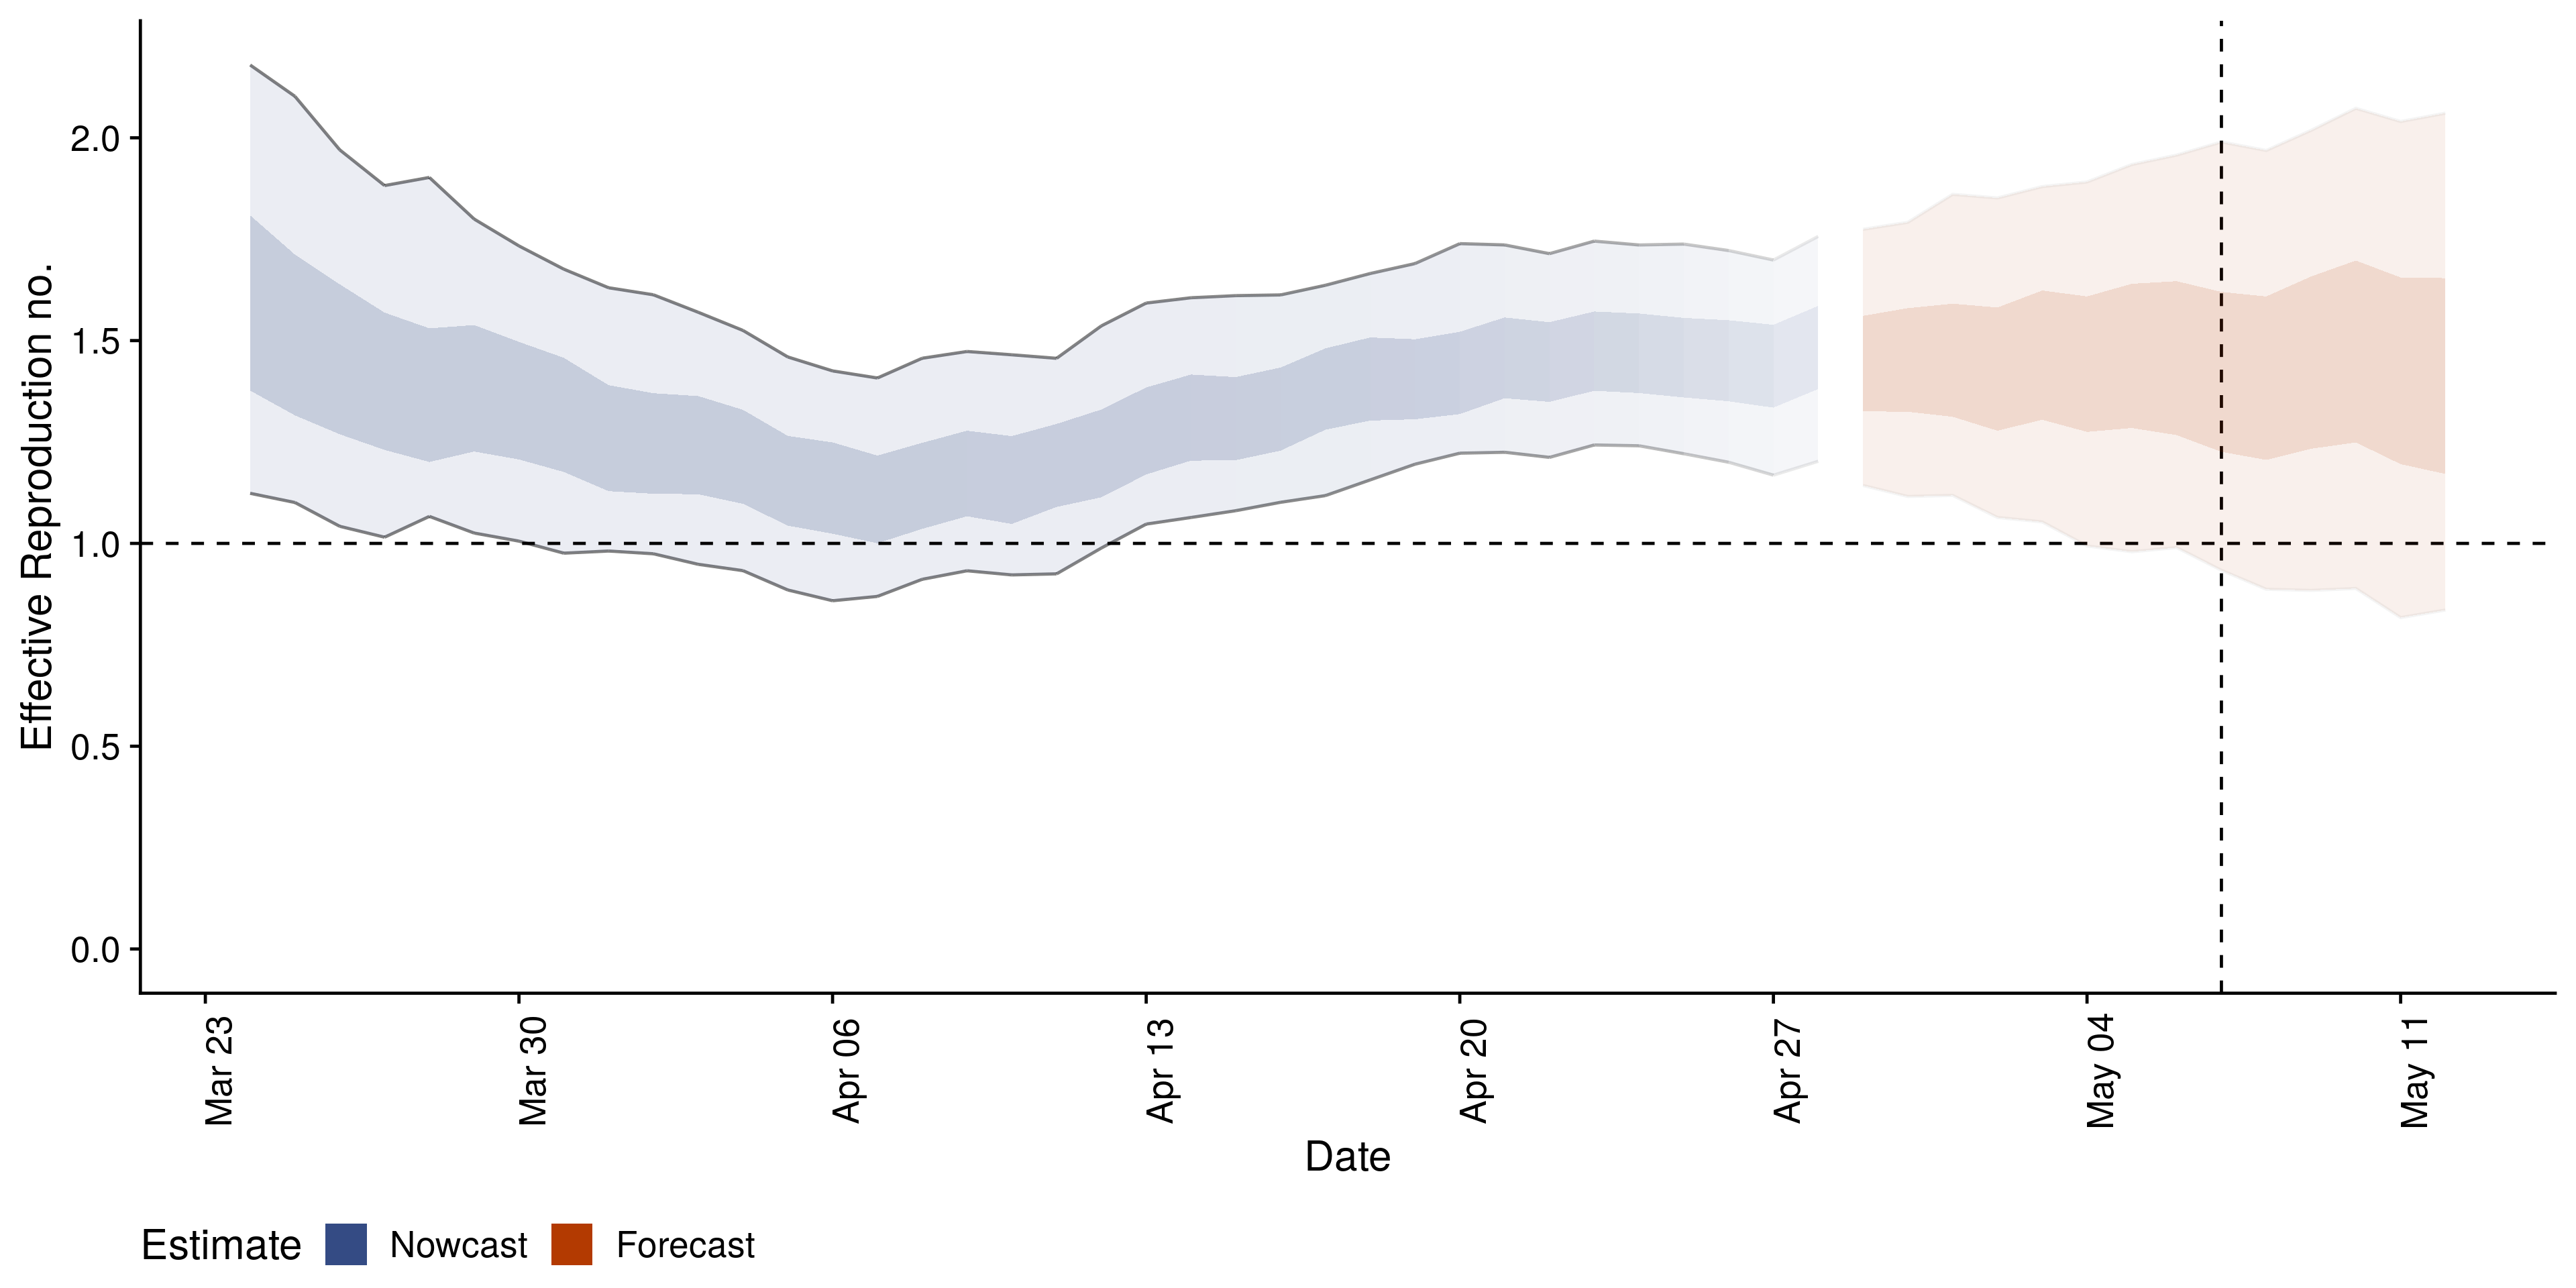 Effective Reproduction no.
2.0
1.5
1.0
0.5
0.0
Mar 23
Mar 30
Apr 06
Apr 13
Apr 20
Apr 27
May 04
May 11
Date
Estimate Nowcast Forecast